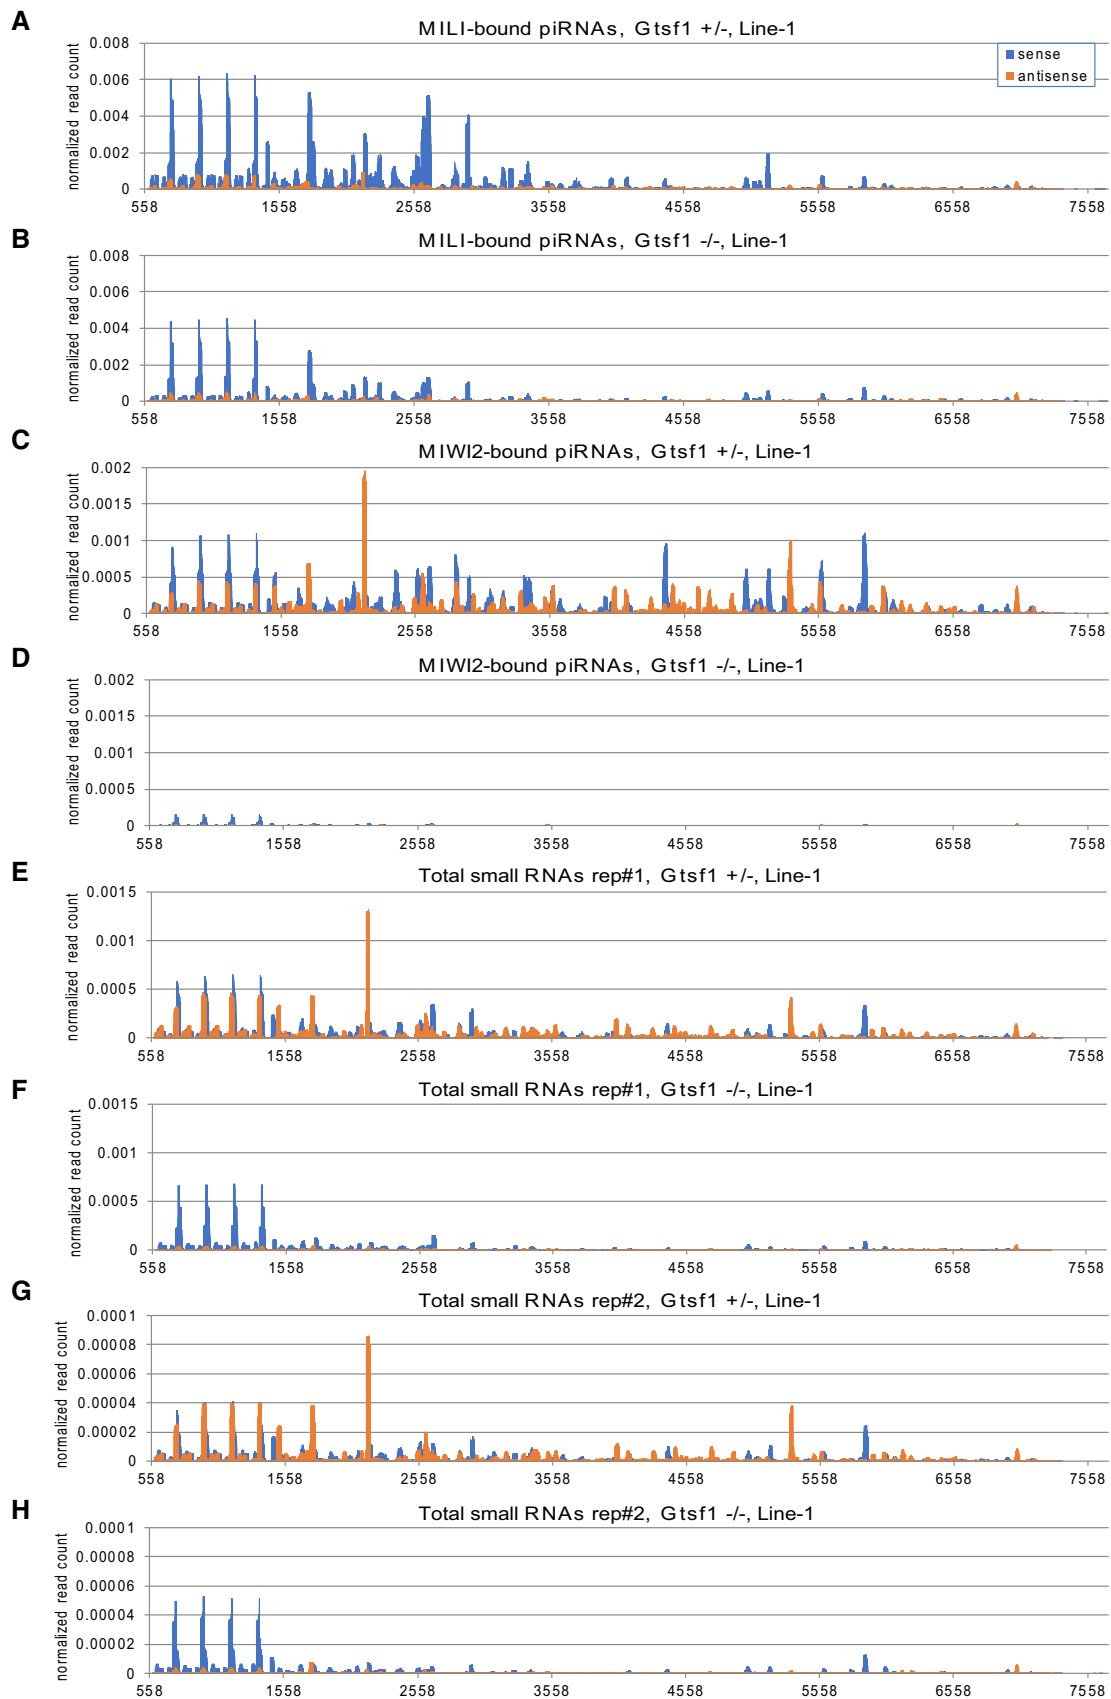 A
MILI-bound piRNAs, Gtsf1 +/-, Line-1
normalized read count
0.008
0.006
0.004
0.002
0
sense
antisense
558 1558 2558 3558 4558 5558 6558 7558
B
MILI-bound piRNAs, Gtsf1 -/-, Line-1
normalized read count
0.008
0.006
0.004
0.002
0
558 1558 2558 3558 4558 5558 6558 7558
C
MIWI2-bound piRNAs, Gtsf1 +/-, Line-1
normalized read count
0.002
0.0015
0.001
0.0005
0
558 1558 2558 3558 4558 5558 6558 7558
D
MIWI2-bound piRNAs, Gtsf1 -/-, Line-1
normalized read count
0.002
0.0015
0.001
0.0005
0
558 1558 2558 3558 4558 5558 6558 7558
E
Total small RNAs rep#1, Gtsf1 +/-, Line-1
normalized read count
0.0015
0.001
0.0005
0
558 1558 2558 3558 4558 5558 6558 7558
F
Total small RNAs rep#1, Gtsf1 -/-, Line-1
normalized read count
0.0015
0.001
0.0005
0
558 1558 2558 3558 4558 5558 6558 7558
G
Total small RNAs rep#2, Gtsf1 +/-, Line-1
normalized read count
0.0001
0.00008
0.00006
0.00004
0.00002
0
558 1558 2558 3558 4558 5558 6558 7558
H
Total small RNAs rep#2, Gtsf1 -/-, Line-1
normalized read count
0.0001
0.00008
0.00006
0.00004
0.00002
0
558 1558 2558 3558 4558 5558 6558 7558